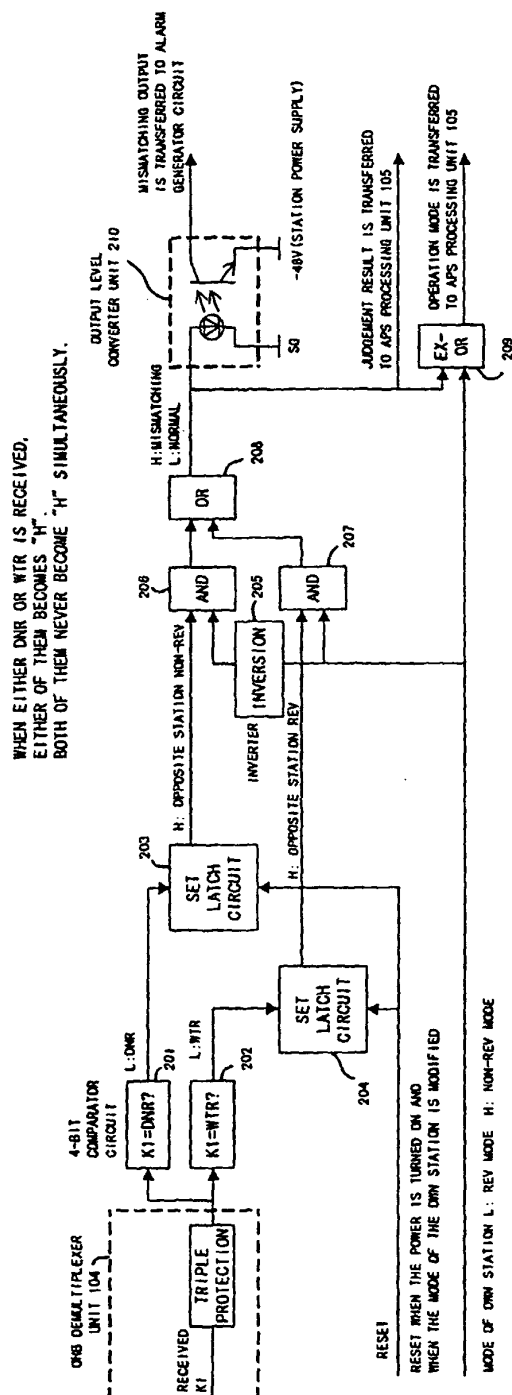 WHEN EITHER DNR OR WTR IS RECEIVED,
EITHER OF THEM BECOMES "H".
BOTH OF THEM NEVER BECOME "H" SIMULTANEOUSLY.
OHB DEMULTIPLEXER
UNIT 104
RECEIVED
K1
TRIPLE
PROTECTION
4-BIT
COMPARATOR
CIRCUIT
K1=DNR?
201
L:DNR
K1=WTR?
202
L:WTR
203
SET
LATCH
CIRCUIT
SET
LATCH
CIRCUIT
204
H: OPPOSITE STATION NON-REV
H: OPPOSITE STATION REV
INVERTER
INVERSION
205
206
AND
AND
207
OR
208
H:MISMATCHING
L:NORMAL
OUTPUT LEVEL
CONVERTER UNIT 210
SG
-48V(STATION POWER SUPPLY)
MISMATCHING OUTPUT
IS TRANSFERRED TO ALARM
GENERATOR CIRCUIT
JUDGEMENT RESULT IS TRANSFERRED
TO APS PROCESSING UNIT 105
EX-
OR
209
OPERATION MODE IS TRANSFERRED
TO APS PROCESSING UNIT 105
RESET
RESET WHEN THE POWER IS TURNED ON AND
WHEN THE MODE OF THE OWN STATION IS MODIFIED
MODE OF OWN STATION L: REV MODE H: NON-REV MODE